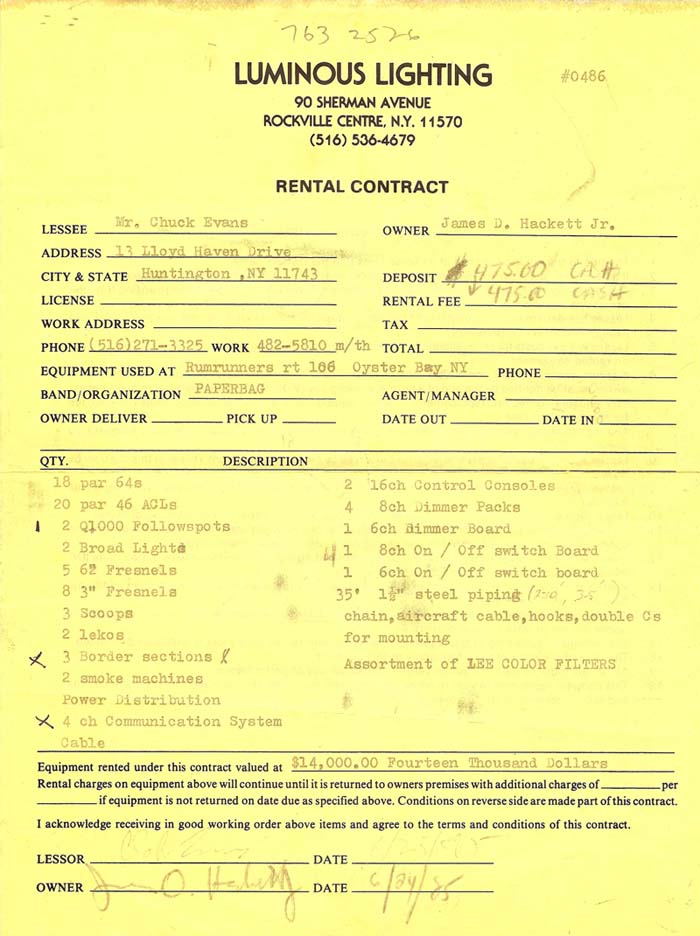 763 2526
LUMINOUS LIGHTING #0486
90 SHERMAN AVENUE
ROCKVILLE CENTRE, N.Y. 11570
(516) 536-4679
RENTAL CONTRACT
LESSEE Mr. Chuck Evans OWNER James D. Hackett Jr.
ADDRESS 13 Lloyd Haven Drive
CITY & STATE Huntington ,NY 11743 DEPOSIT $475.00 CASH
LICENSE RENTAL FEE 475.00 CASH
WORK ADDRESS TAX
PHONE (516)271-3325 WORK 482-5810 m/th TOTAL
EQUIPMENT USED AT Rumrunners rt 106 Oyster Bay NY PHONE
BAND/ORGANIZATION PAPERBAG AGENT/MANAGER
OWNER DELIVER PICK UP DATE OUT DATE IN
QTY. DESCRIPTION
18 par 64s 2 16ch Control Consoles
20 par 46 ACLs 4 8ch Dimmer Packs
2 Q1000 Followspots 1 6ch Dimmer Board
2 Broad Lights 1 8ch On / Off switch Board
5 6" Fresnels 1 6ch On / Off switch board
8 3" Fresnels 35' 1½" steel piping
3 Scoops chain,aircraft cable,hooks,double Cs
2 lekos for mounting
X 3 Border sections Assortment of LEE COLOR FILTERS
2 smoke machines
Power Distribution
X 4 ch Communication System
Cable
Equipment rented under this contract valued at $14,000.00 Fourteen Thousand Dollars
Rental charges on equipment above will continue until it is returned to owners premises with additional charges of per
if equipment is not returned on date due as specified above. Conditions on reverse side are made part of this contract.
I acknowledge receiving in good working order above items and agree to the terms and conditions of this contract.
LESSOR DATE
OWNER James D. Hackett Jr DATE 6/24/85